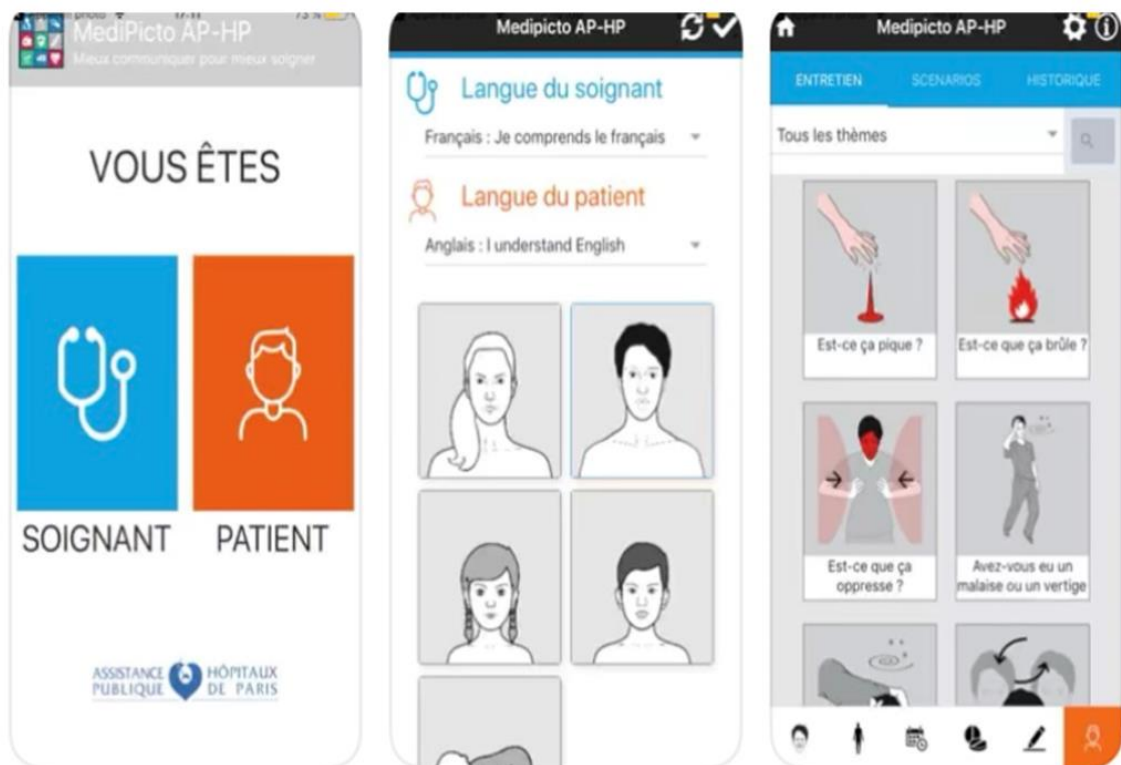 MediPicto AP-HP
Mieux communiquer pour mieux soigner
VOUS ÊTES
SOIGNANT
PATIENT
ASSISTANCE HÔPITAUX
PUBLIQUE DE PARIS
Medipicto AP-HP
Langue du soignant
Français : Je comprends le français
Langue du patient
Anglais : I understand English
Medipicto AP-HP
ENTRETIEN
SCENARIOS
HISTORIQUE
Tous les thèmes
Est-ce ça pique ?
Est-ce que ça brûle ?
Est-ce que ça
oppresse ?
Avez-vous eu un
malaise ou un vertige